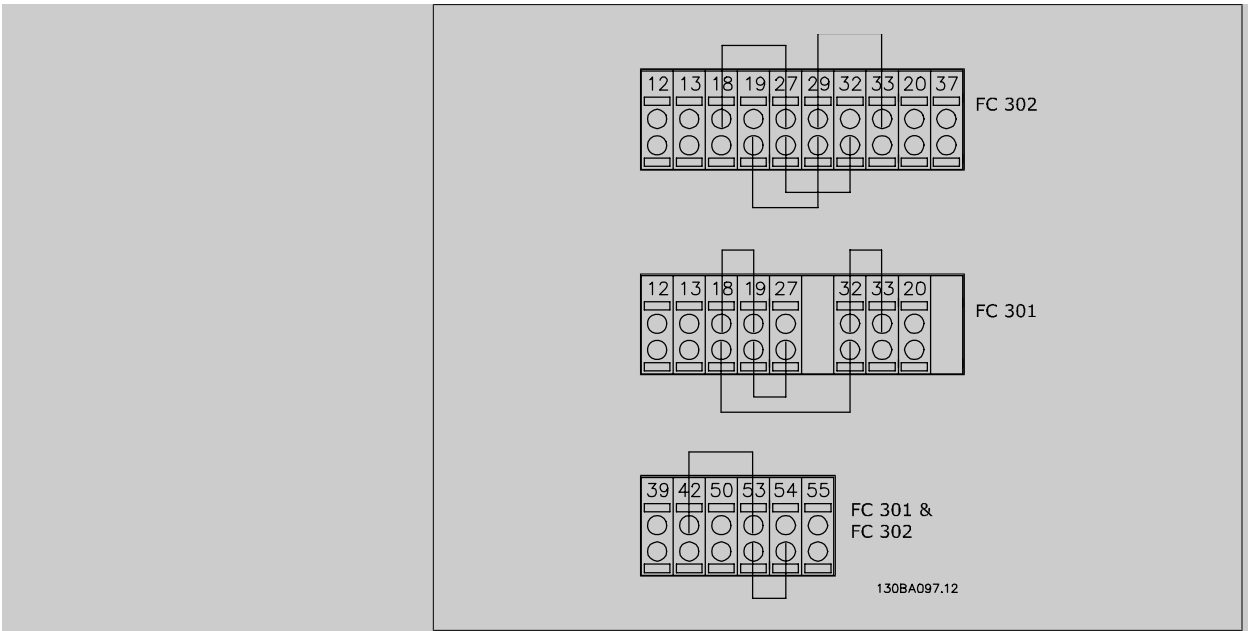 12 13 18 19 27 29 32 33 20 37
FC 302
12 13 18 19 27 32 33 20
FC 301
39 42 50 53 54 55
FC 301 &
FC 302
130BA097.12